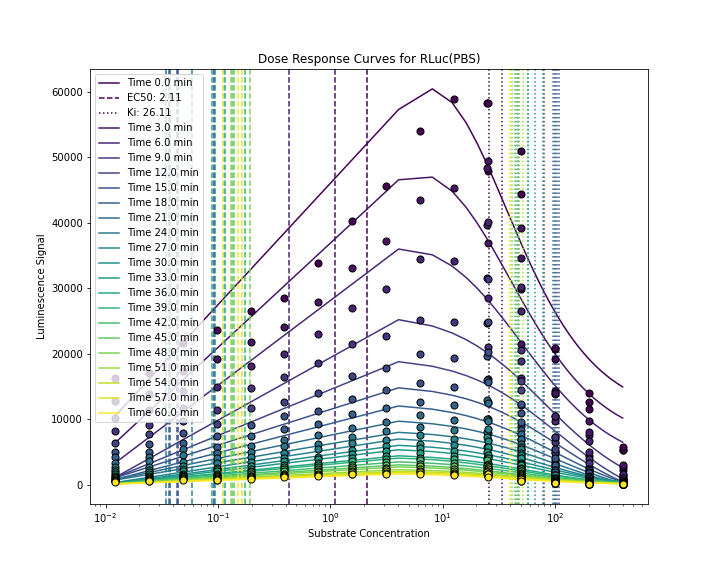 Dose Response Curves for RLuc(PBS)
Luminescence Signal
60000
50000
40000
30000
20000
10000
0
Time 0.0 min
EC50: 2.11
Ki: 26.11
Time 3.0 min
Time 6.0 min
Time 9.0 min
Time 12.0 min
Time 15.0 min
Time 18.0 min
Time 21.0 min
Time 24.0 min
Time 27.0 min
Time 30.0 min
Time 33.0 min
Time 36.0 min
Time 39.0 min
Time 42.0 min
Time 45.0 min
Time 48.0 min
Time 51.0 min
Time 54.0 min
Time 57.0 min
Time 60.0 min
10⁻² 10⁻¹ 10⁰ 10¹ 10²
Substrate Concentration